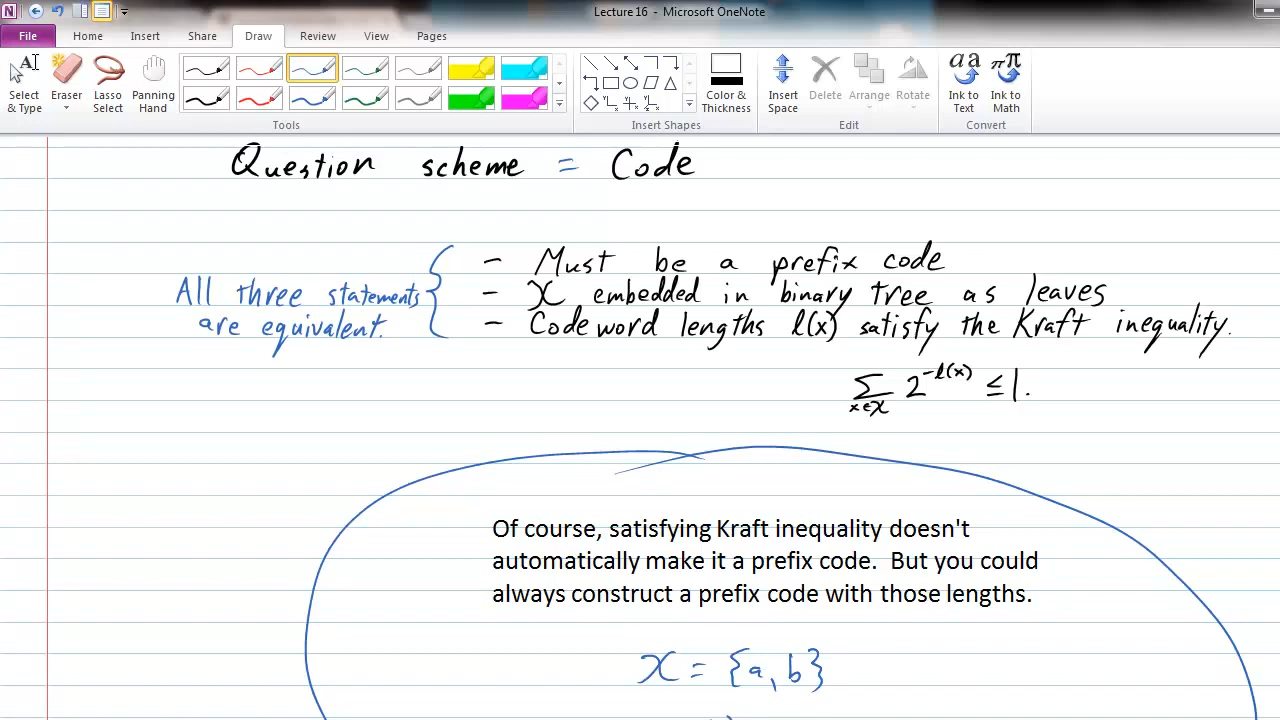 Lecture 16 - Microsoft OneNote
File Home Insert Share Draw Review View Pages
Select & Type
Eraser
Lasso Select
Panning Hand
Color & Thickness
Insert Space
Delete
Arrange
Rotate
Ink to Text
Ink to Math
Tools
Insert Shapes
Edit
Convert
Question scheme = Code
All three statements are equivalent.
- Must be a prefix code
- 𝒳 embedded in binary tree as leaves
- Codeword lengths ℓ(x) satisfy the Kraft inequality.
∑_{x∈𝒳} 2^{-ℓ(x)} ≤ 1.
Of course, satisfying Kraft inequality doesn't
automatically make it a prefix code. But you could
always construct a prefix code with those lengths.
𝒳 = {a, b}